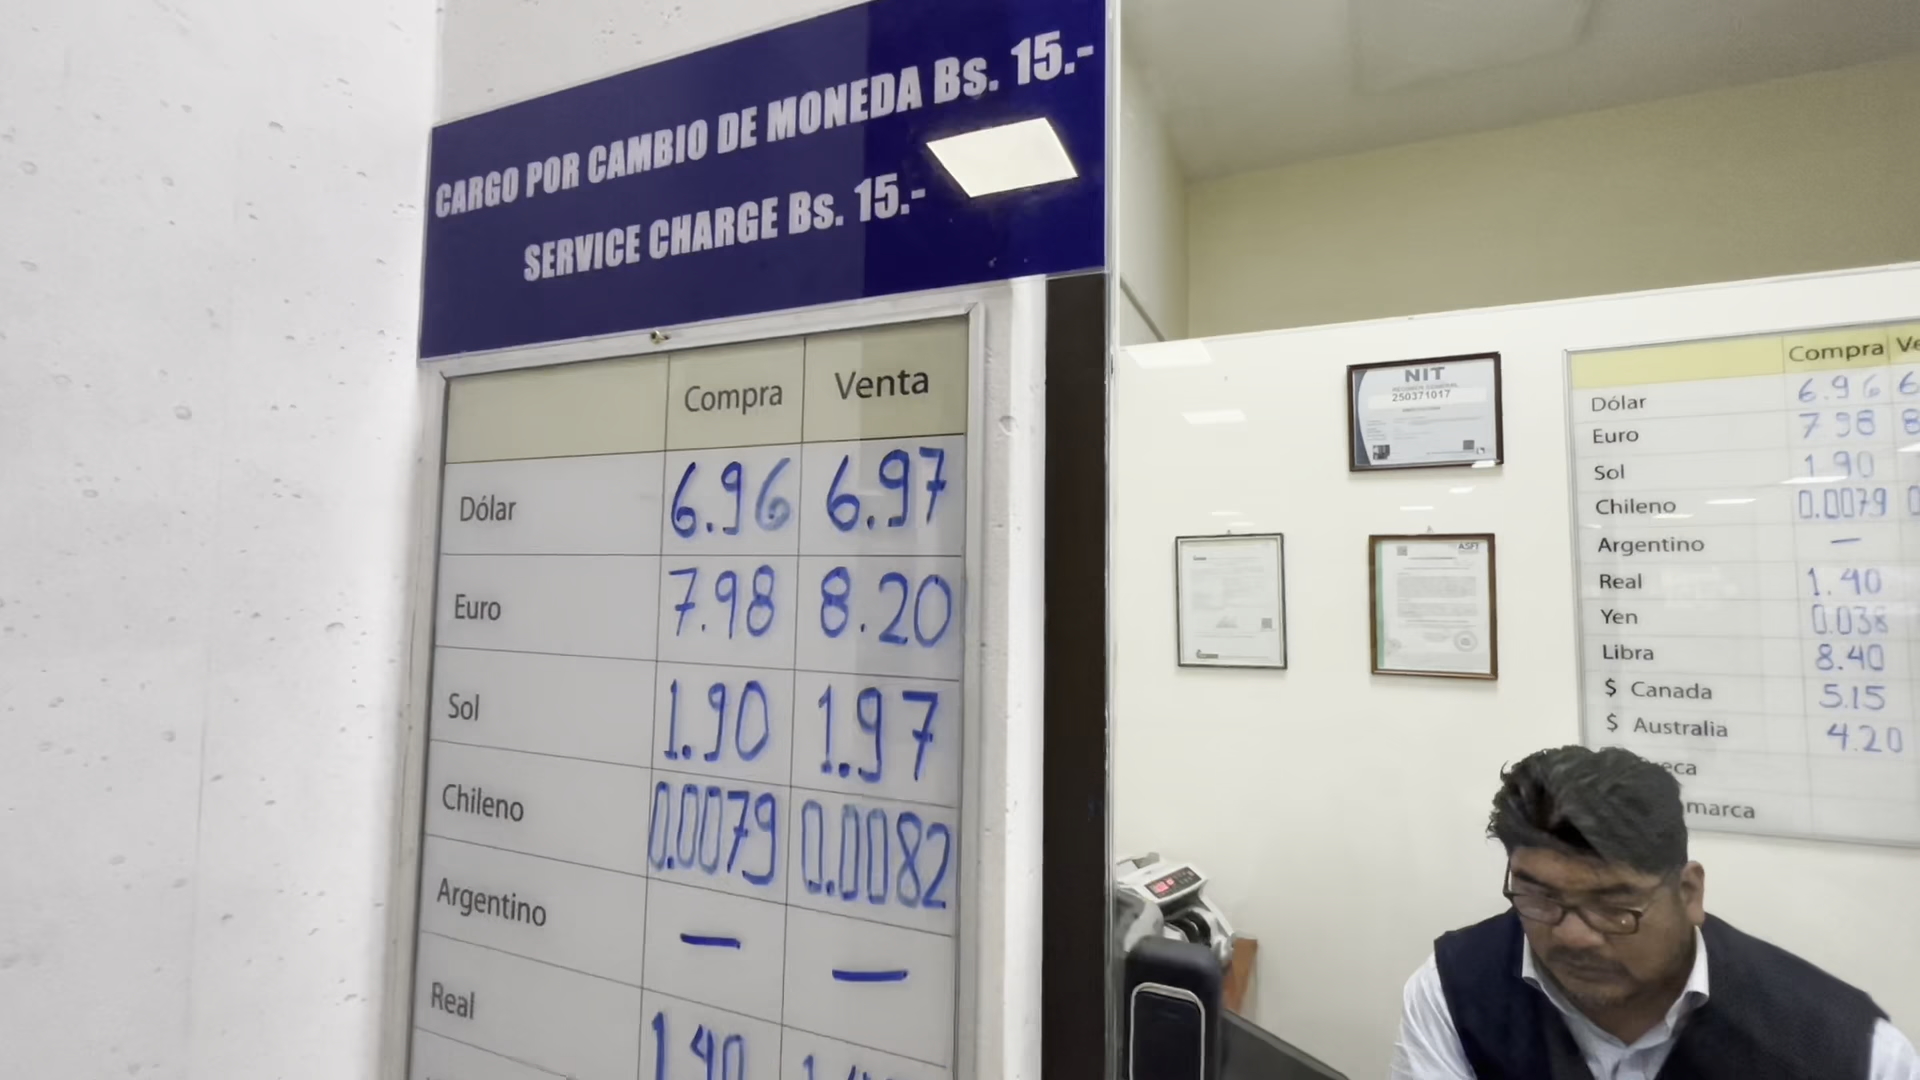 CARGO POR CAMBIO DE MONEDA Bs. 15.-
SERVICE CHARGE Bs. 15.-
Compra Venta
Dólar 6.96 6.97
Euro 7.98 8.20
Sol 1.90 1.97
Chileno 0.0079 0.0082
Argentino — —
Real 1.40
NIT
250371017
ASFI
Compra
Dólar 6.96
Euro 7.98
Sol 1.90
Chileno 0.0079
Argentino —
Real 1.40
Yen 0.038
Libra 8.40
$ Canada 5.15
$ Australia 4.20